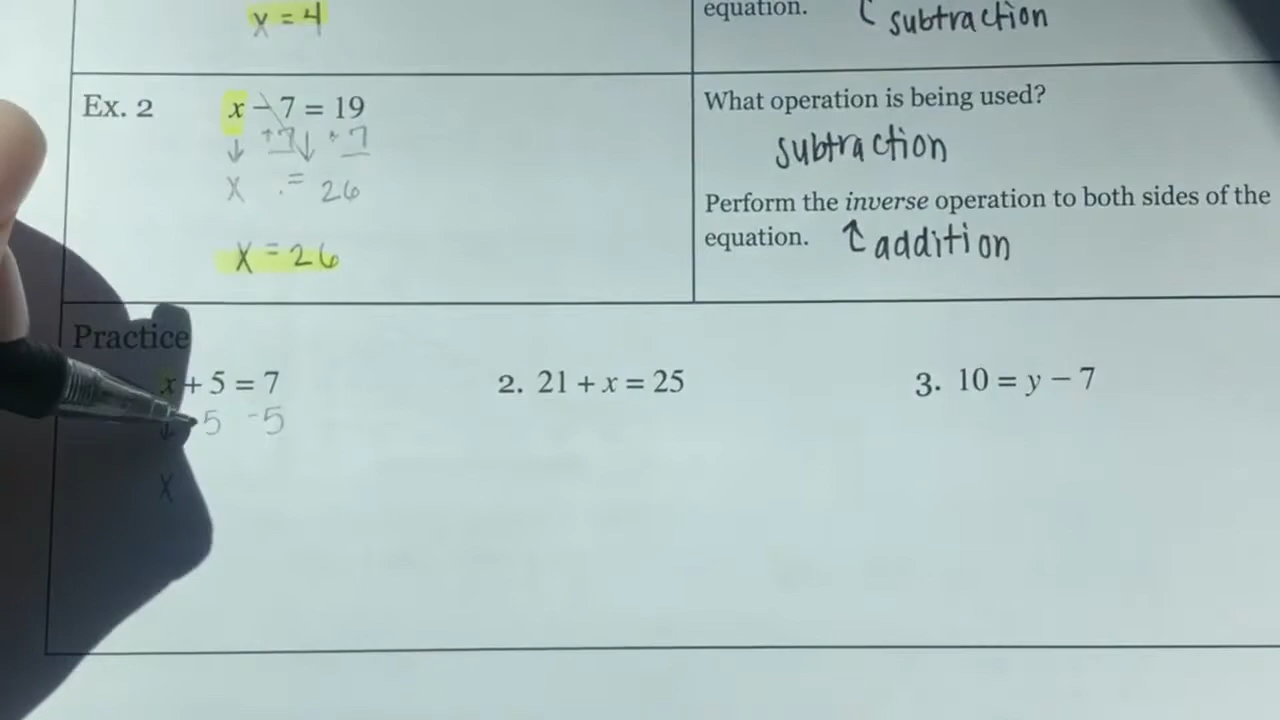 x = 4
equation. subtraction
Ex. 2 x − 7 = 19
+7 +7
x = 26
x = 26
What operation is being used?
subtraction
Perform the inverse operation to both sides of the
equation. ↑ addition
Practice
x + 5 = 7
-5 -5
x
2. 21 + x = 25
3. 10 = y − 7